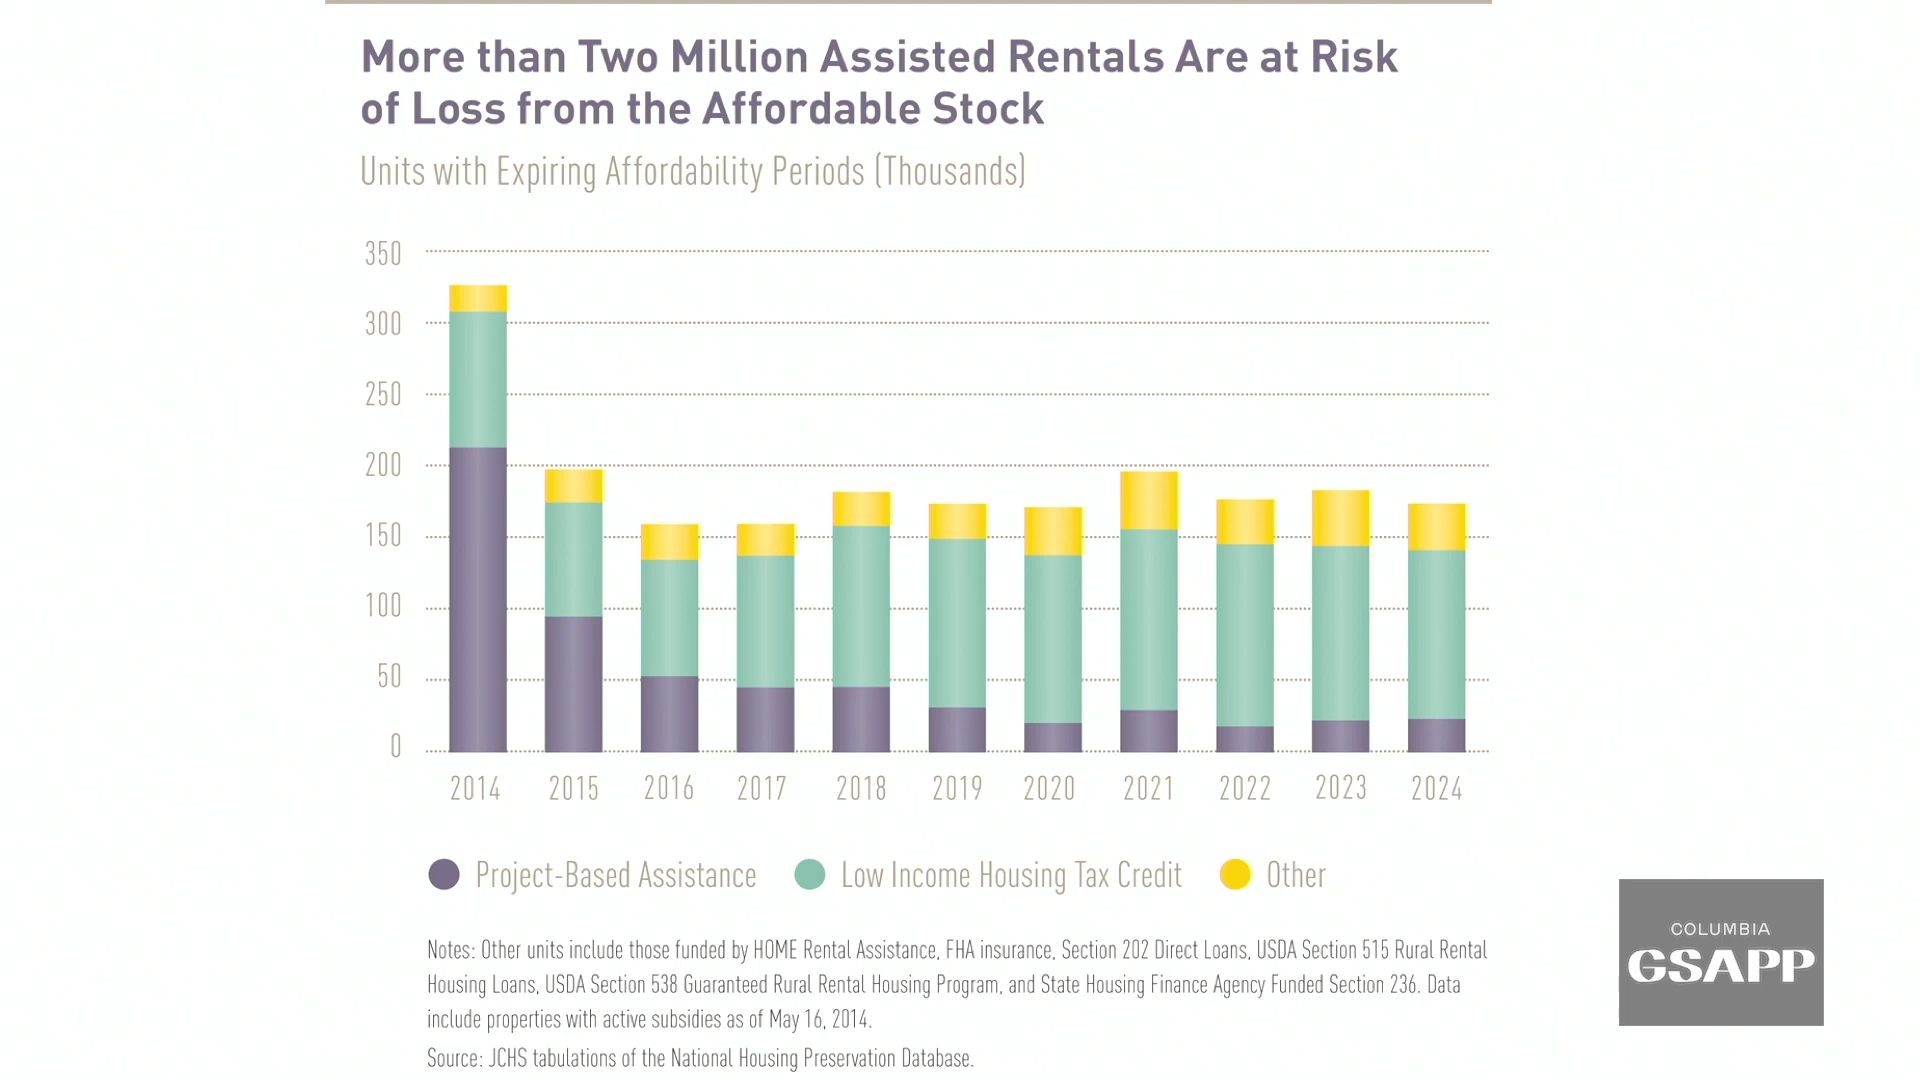 More than Two Million Assisted Rentals Are at Risk
of Loss from the Affordable Stock
Units with Expiring Affordability Periods (Thousands)
350
300
250
200
150
100
50
0
2014 2015 2016 2017 2018 2019 2020 2021 2022 2023 2024
Project-Based Assistance Low Income Housing Tax Credit Other
Notes: Other units include those funded by HOME Rental Assistance, FHA insurance, Section 202 Direct Loans, USDA Section 515 Rural Rental
Housing Loans, USDA Section 538 Guaranteed Rural Rental Housing Program, and State Housing Finance Agency Funded Section 236. Data
include properties with active subsidies as of May 16, 2014.
Source: JCHS tabulations of the National Housing Preservation Database.
COLUMBIA
GSAPP